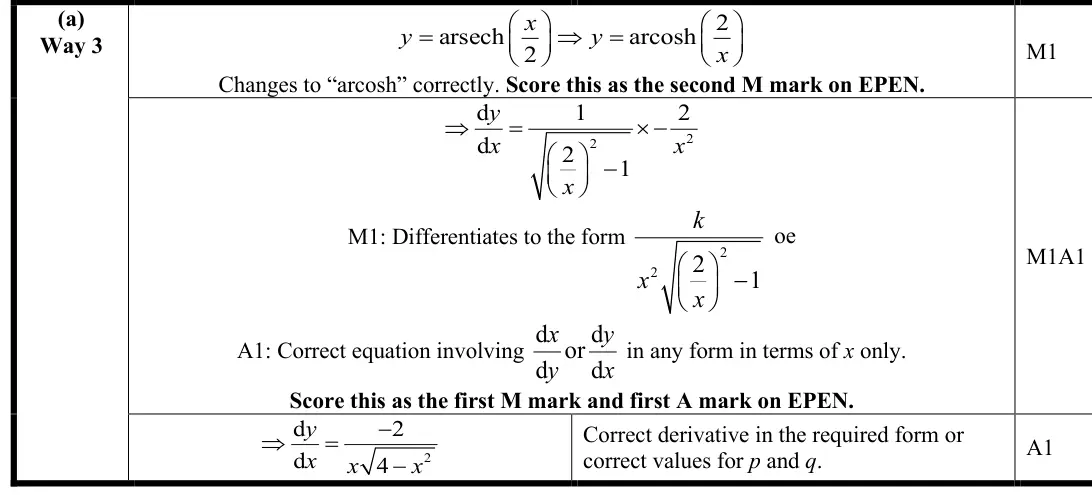 (a)
Way 3
y = arsech(x/2) ⇒ y = arcosh(2/x)
M1
Changes to “arcosh” correctly. Score this as the second M mark on EPEN.
⇒ dy/dx = 1/√((2/x)² − 1) × − 2/x²
M1: Differentiates to the form k/(x²√((2/x)² − 1)) oe
M1A1
A1: Correct equation involving dx/dy or dy/dx in any form in terms of x only.
Score this as the first M mark and first A mark on EPEN.
⇒ dy/dx = −2/(x√(4 − x²))
Correct derivative in the required form or
correct values for p and q.
A1